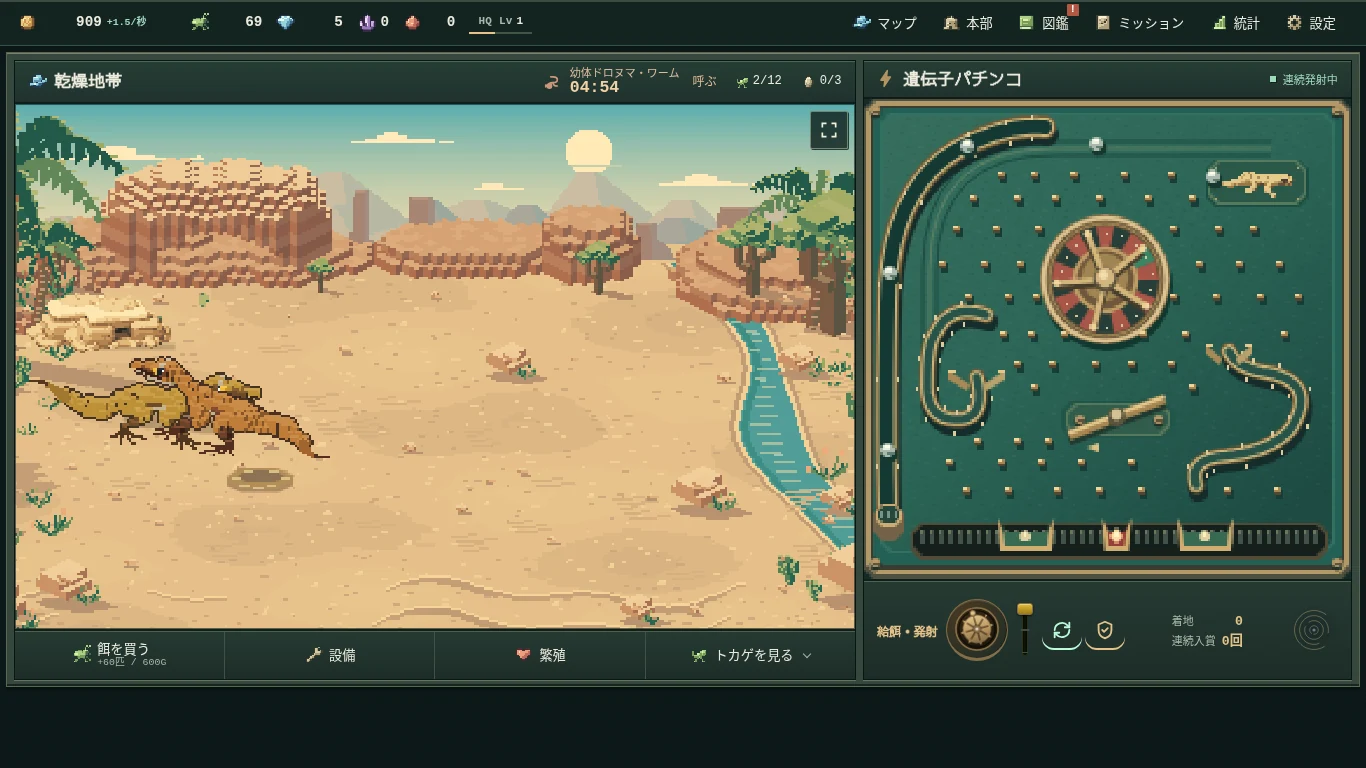 909 +1.5/秒 69 5 0 0 HQ Lv 1
マップ 本部 図鑑 ! ミッション 統計 設定
乾燥地帯
幼体ドロヌマ・ワーム
04:54
呼ぶ
2/12
0/3
遺伝子パチンコ
連続発射中
餌を買う
+60匹 / 600G
設備
繁殖
トカゲを見る
給餌・発射
着地 0
連続入賞 0回